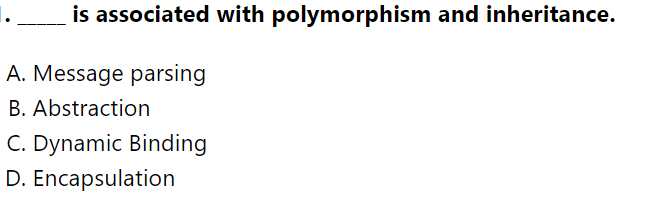 . _____ is associated with polymorphism and inheritance.
A. Message parsing
B. Abstraction
C. Dynamic Binding
D. Encapsulation